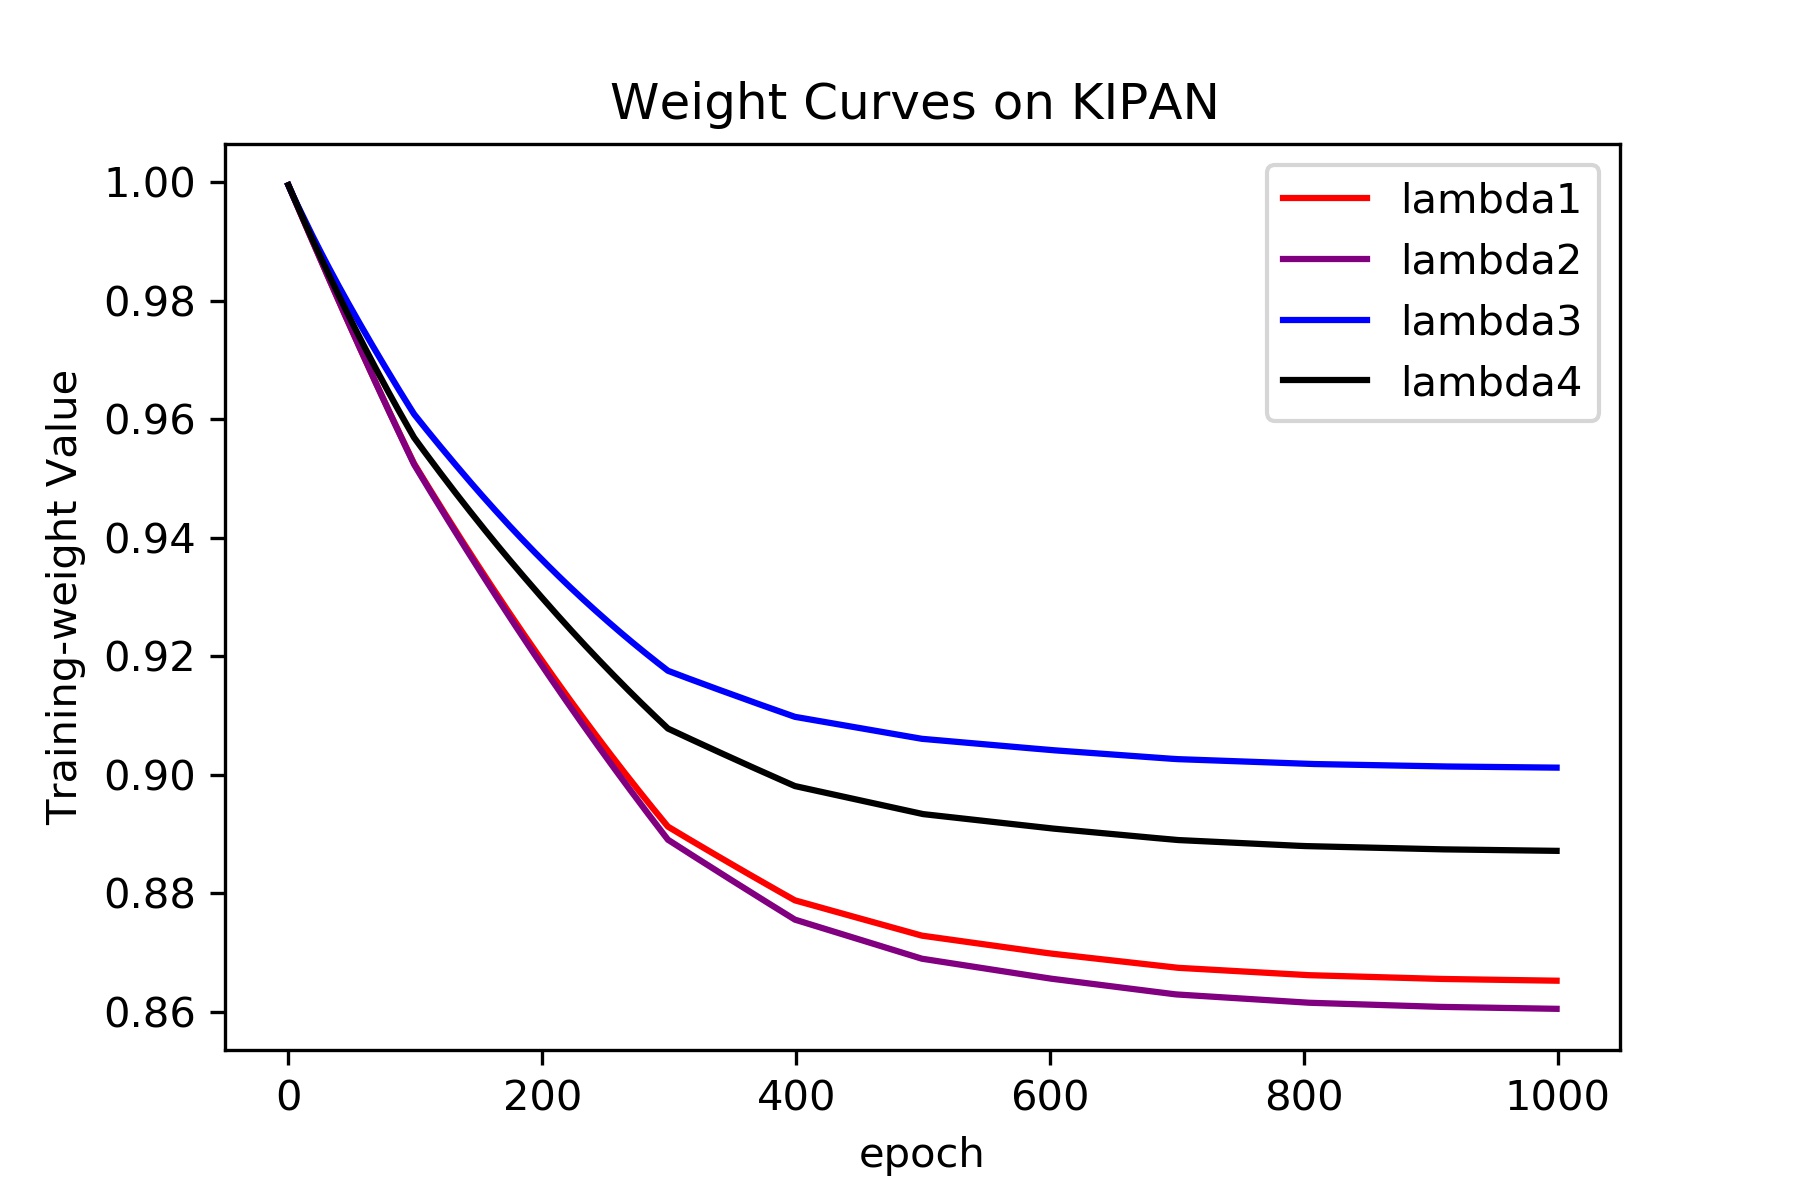 Weight Curves on KIPAN
1.00
0.98
0.96
0.94
0.92
0.90
0.88
0.86
Training-weight Value
lambda1
lambda2
lambda3
lambda4
0 200 400 600 800 1000
epoch